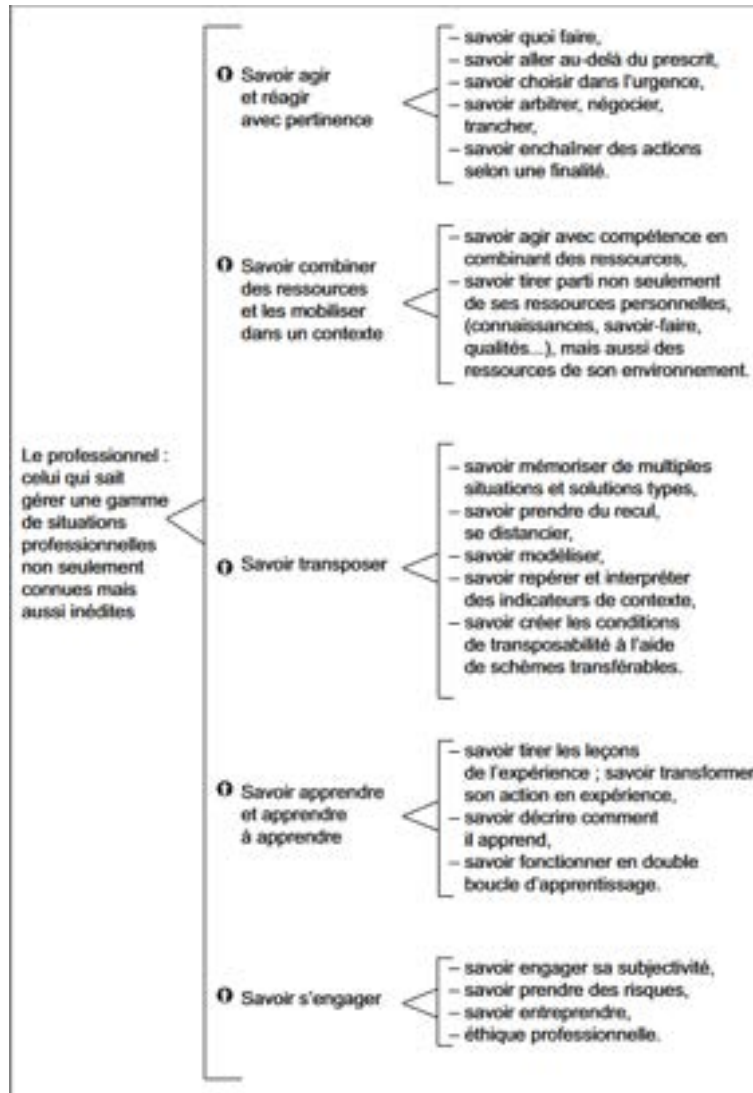 Le professionnel :
celui qui sait
gérer une gamme
de situations
professionnelles
non seulement
connues mais
aussi inédites
Savoir agir
et réagir
avec pertinence
– savoir quoi faire,
– savoir aller au-delà du prescrit,
– savoir choisir dans l'urgence,
– savoir arbitrer, négocier,
trancher,
– savoir enchaîner des actions
selon une finalité.
Savoir combiner
des ressources
et les mobiliser
dans un contexte
– savoir agir avec compétence en
combinant des ressources,
– savoir tirer parti non seulement
de ses ressources personnelles,
(connaissances, savoir-faire,
qualités...), mais aussi des
ressources de son environnement.
Savoir transposer
– savoir mémoriser de multiples
situations et solutions types,
– savoir prendre du recul,
se distancier,
– savoir modéliser,
– savoir repérer et interpréter
des indicateurs de contexte,
– savoir créer les conditions
de transposabilité à l'aide
de schèmes transférables.
Savoir apprendre
et apprendre
à apprendre
– savoir tirer les leçons
de l'expérience ; savoir transformer
son action en expérience,
– savoir décrire comment
il apprend,
– savoir fonctionner en double
boucle d'apprentissage.
Savoir s'engager
– savoir engager sa subjectivité,
– savoir prendre des risques,
– savoir entreprendre,
– éthique professionnelle.